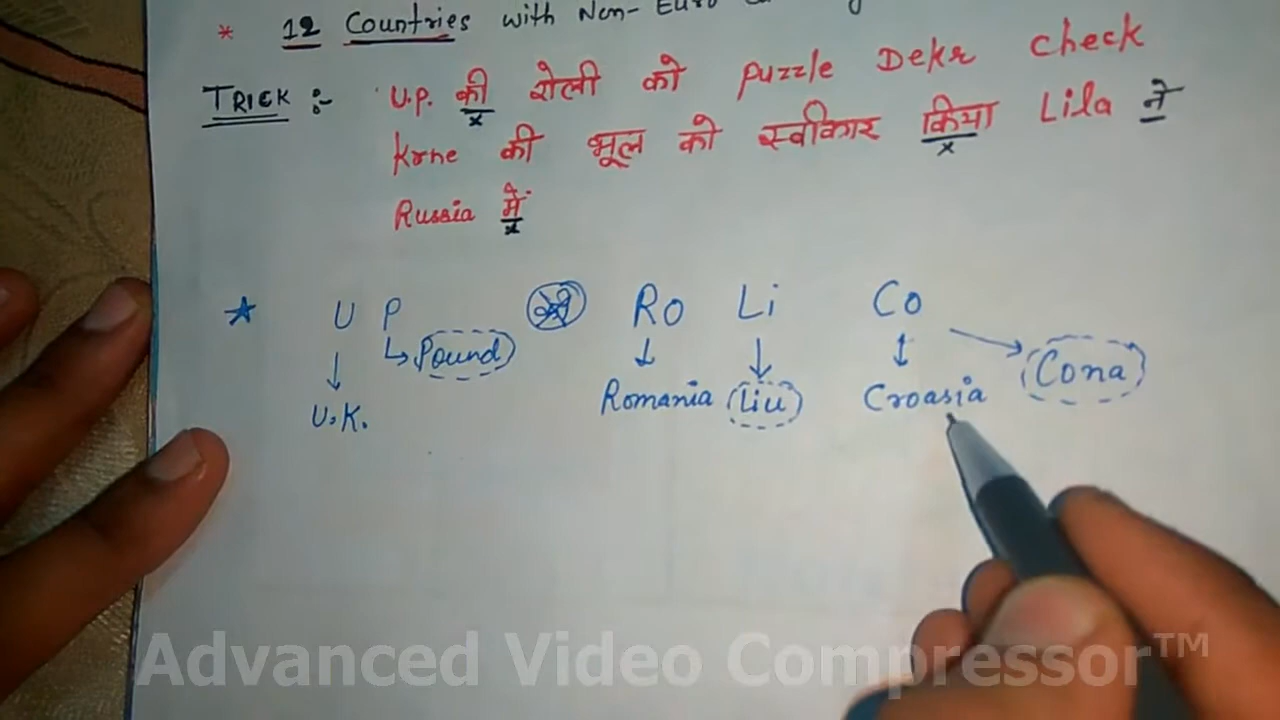 * 12 Countries with Non- Euro
TRICK :- U.P. की रोली को puzzle Dekr check
Krne की भूल को स्वीकार किया Lila ने
x x
Russia में
x
★ U P Ro Li Co
↳ Pound
U.K. Romania Liu Croasia Cona
Advanced Video Compressor™